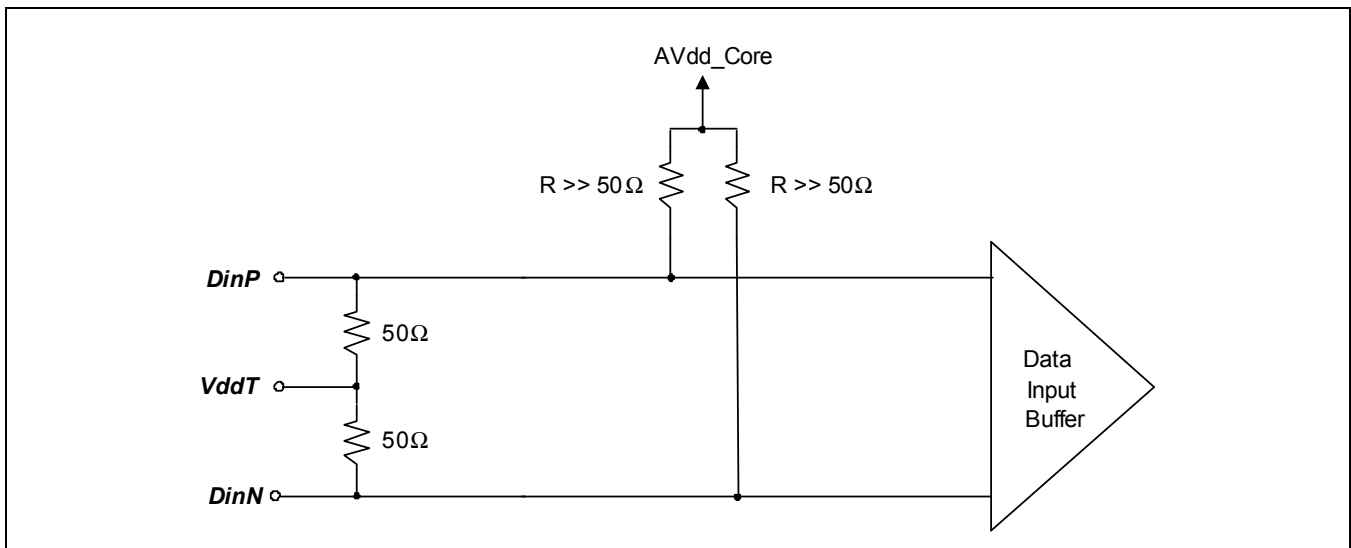 AVdd_Core
R >> 50Ω
R >> 50Ω
DinP
50Ω
VddT
50Ω
DinN
Data
Input
Buffer